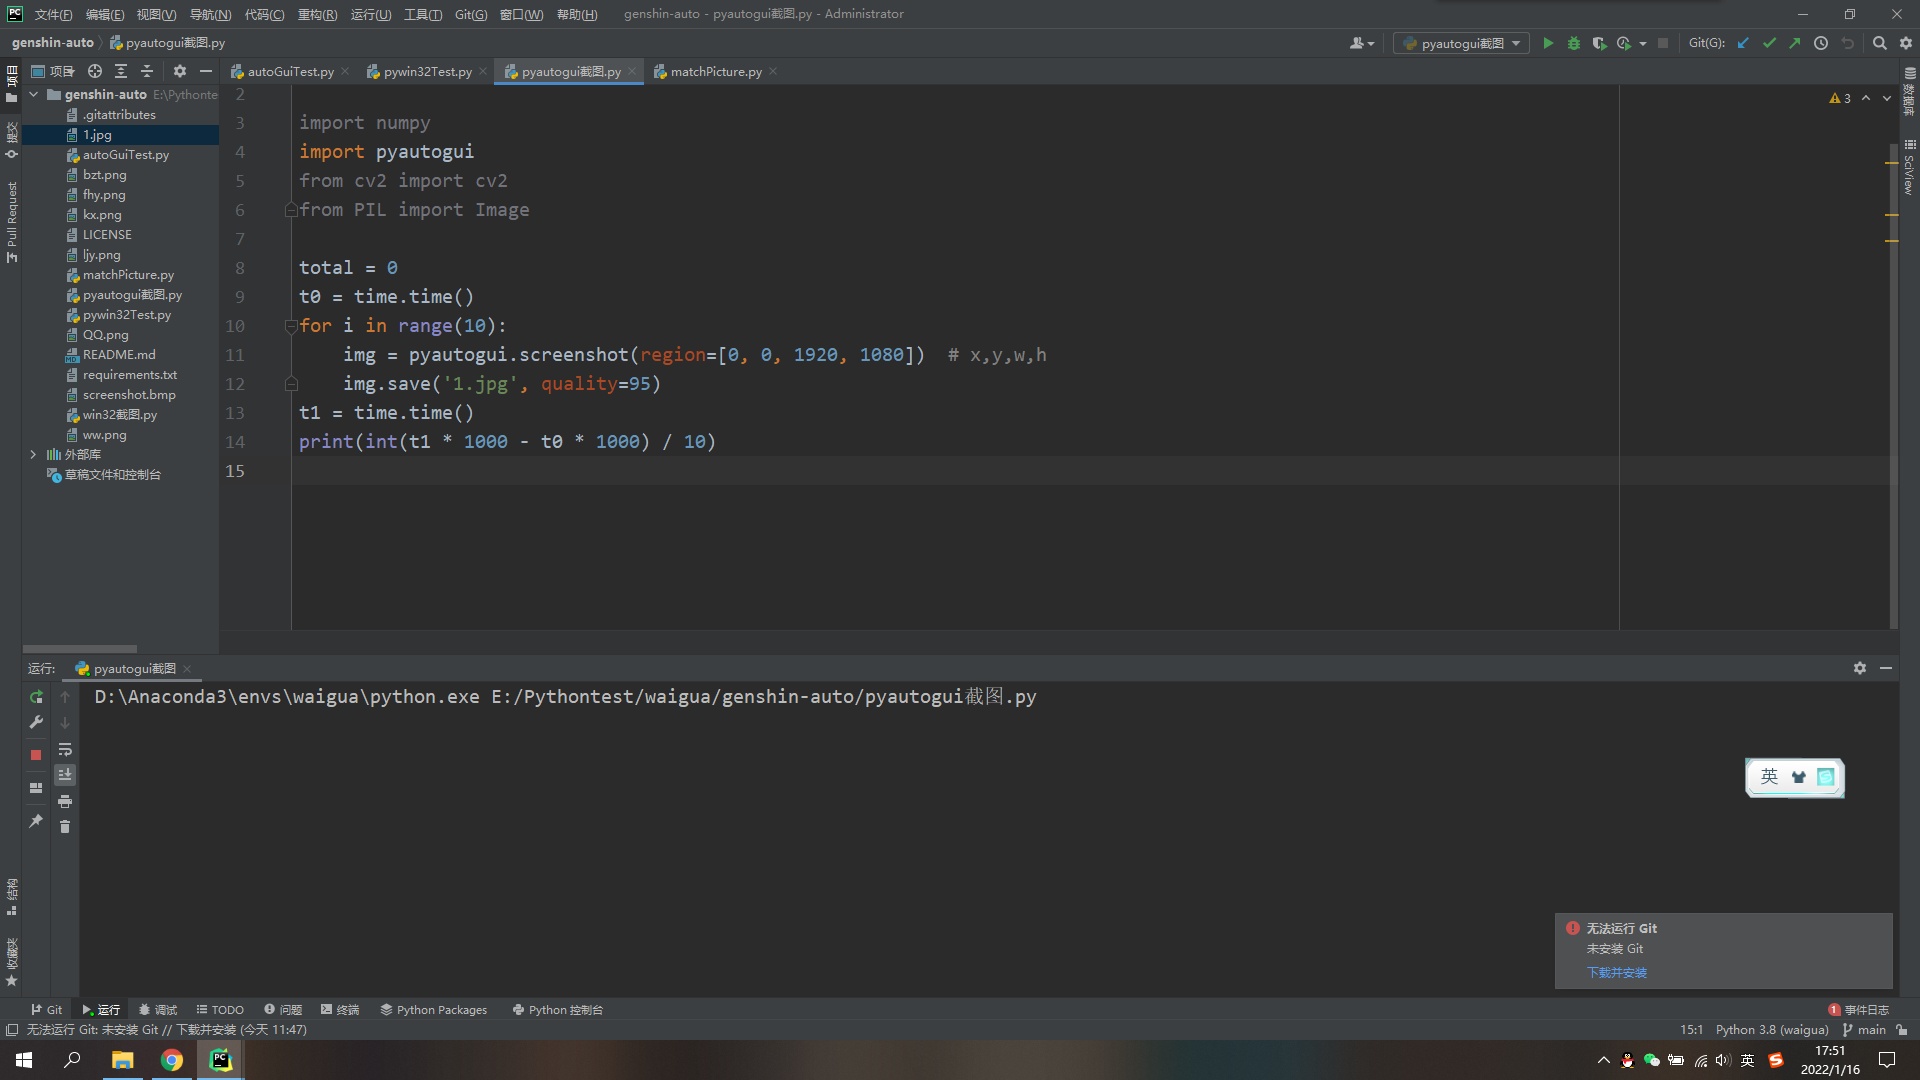 PC 文件(F) 编辑(E) 视图(V) 导航(N) 代码(C) 重构(R) 运行(U) 工具(T) Git(G) 窗口(W) 帮助(H) genshin-auto - pyautogui截图.py - Administrator
genshin-auto pyautogui截图.py pyautogui截图 Git(G):
项目 autoGuiTest.py pywin32Test.py pyautogui截图.py matchPicture.py
项目
提交
Pull Request
结构
收藏夹
数据库
SciView
genshin-auto E:\Pythonte
.gitattributes
1.jpg
autoGuiTest.py
bzt.png
fhy.png
kx.png
LICENSE
ljy.png
matchPicture.py
pyautogui截图.py
pywin32Test.py
QQ.png
README.md
requirements.txt
screenshot.bmp
win32截图.py
ww.png
外部库
草稿文件和控制台
3
2
3 import numpy
4 import pyautogui
5 from cv2 import cv2
6 from PIL import Image
7
8 total = 0
9 t0 = time.time()
10 for i in range(10):
11 img = pyautogui.screenshot(region=[0, 0, 1920, 1080]) # x,y,w,h
12 img.save('1.jpg', quality=95)
13 t1 = time.time()
14 print(int(t1 * 1000 - t0 * 1000) / 10)
15
运行: pyautogui截图
D:\Anaconda3\envs\waigua\python.exe E:/Pythontest/waigua/genshin-auto/pyautogui截图.py
英
无法运行 Git
未安装 Git
下载并安装
Git 运行 调试 TODO 问题 终端 Python Packages Python 控制台 1 事件日志
无法运行 Git: 未安装 Git // 下载并安装 (今天 11:47) 15:1 Python 3.8 (waigua) main
PC 英 17:51
2022/1/16